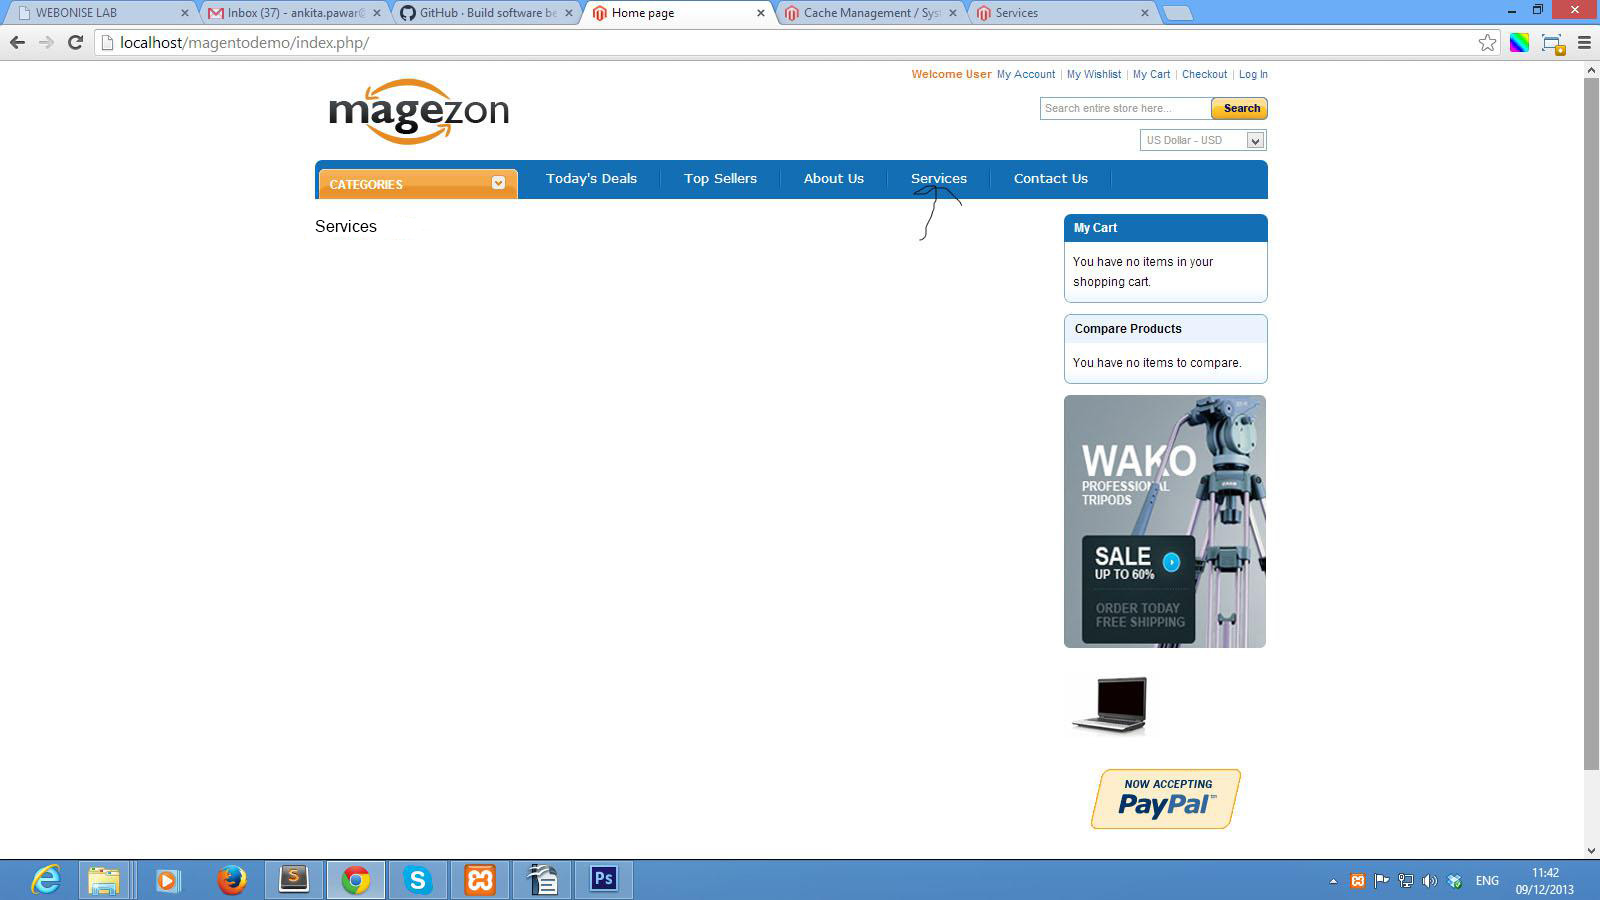 WEBONISE LAB
Inbox (37) - ankita.pawar@
GitHub · Build software be
Home page
Cache Management / Sys
Services
localhost/magentodemo/index.php/
magezon
Welcome User My Account | My Wishlist | My Cart | Checkout | Log In
Search entire store here... Search
US Dollar - USD
CATEGORIES
Today's Deals
Top Sellers
About Us
Services
Contact Us
Services
My Cart
You have no items in your
shopping cart.
Compare Products
You have no items to compare.
WAKO
PROFESSIONAL
TRIPODS
SALE
UP TO 60%
ORDER TODAY
FREE SHIPPING
NOW ACCEPTING
PayPal
S
S
Ps
ENG
11:42
09/12/2013